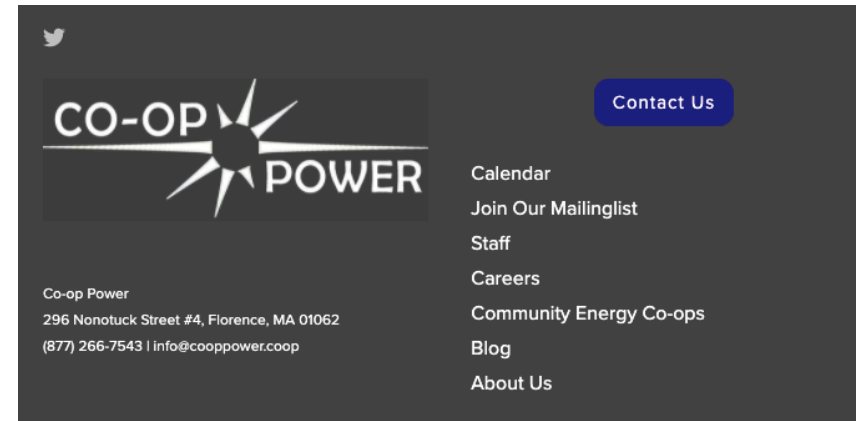 CO-OP
POWER
Co-op Power
296 Nonotuck Street #4, Florence, MA 01062
(877) 266-7543 | info@cooppower.coop
Contact Us
Calendar
Join Our Mailinglist
Staff
Careers
Community Energy Co-ops
Blog
About Us